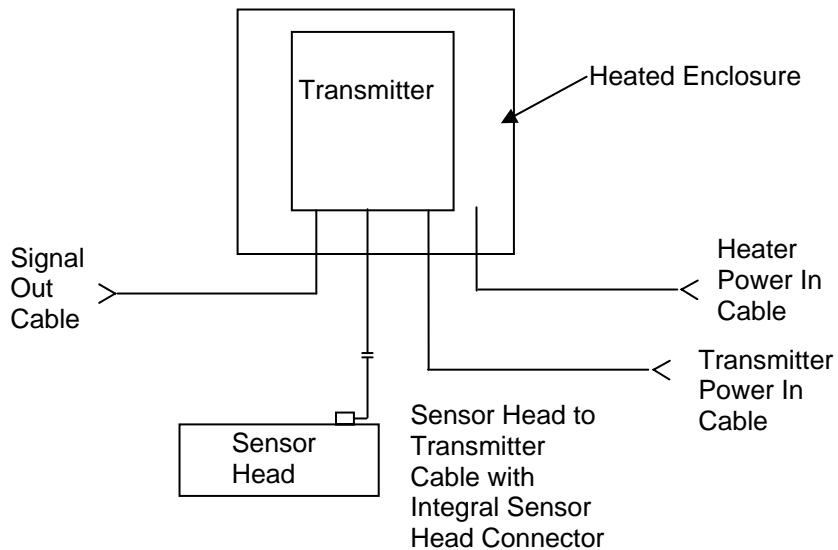 Transmitter
Heated Enclosure
Signal
Out
Cable
Heater
Power In
Cable
Transmitter
Power In
Cable
Sensor
Head
Sensor Head to
Transmitter
Cable with
Integral Sensor
Head Connector